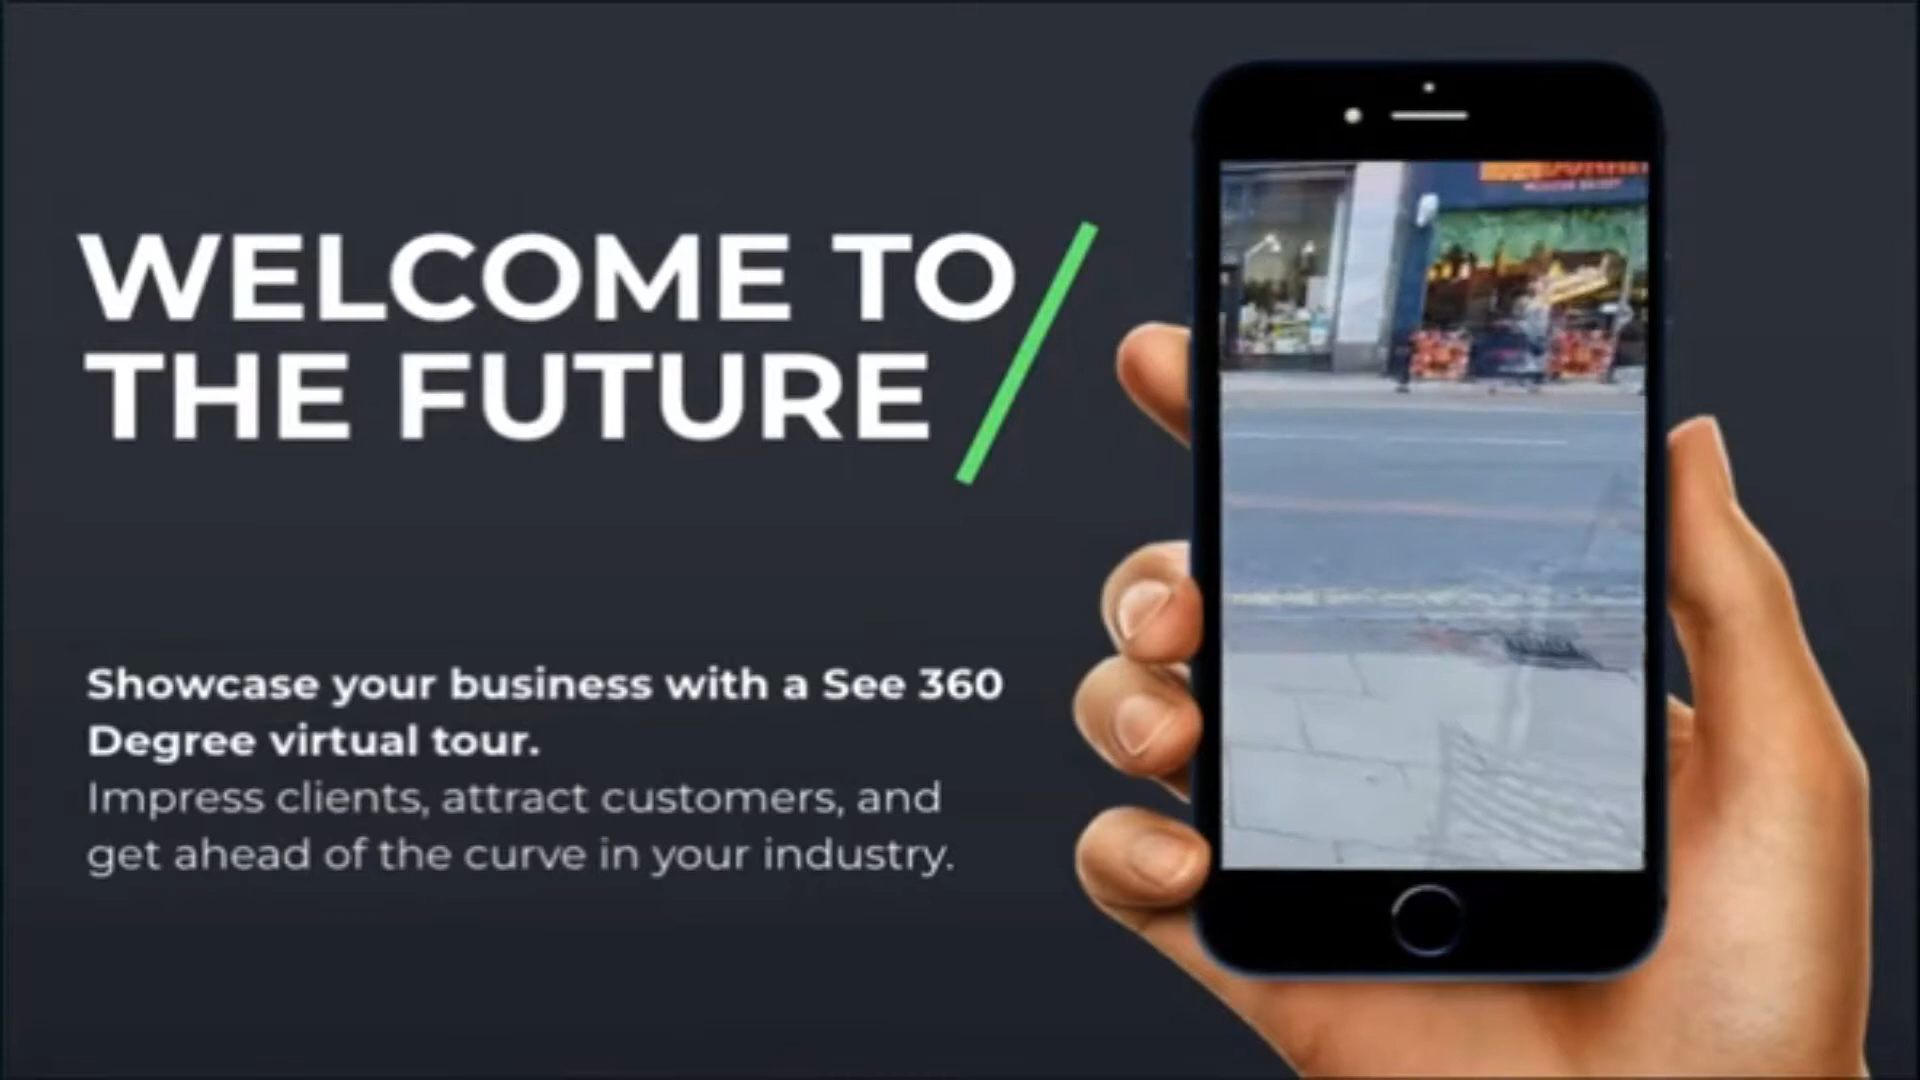 WELCOME TO
THE FUTURE
Showcase your business with a See 360
Degree virtual tour.
Impress clients, attract customers, and
get ahead of the curve in your industry.